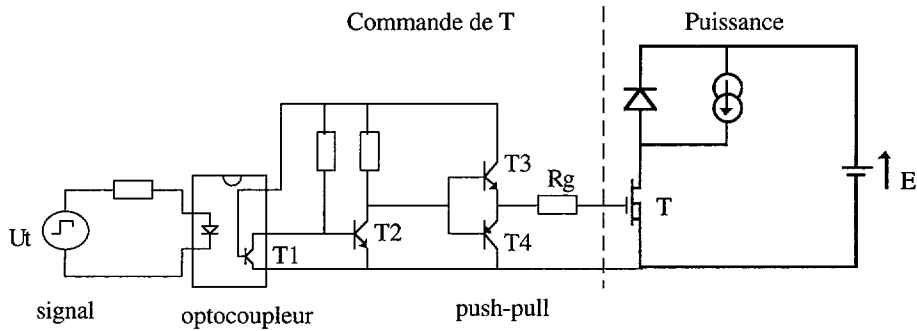 Commande de T
Puissance
T3
Rg
E
T
T2
Ut
T1
T4
signal
optocoupleur
push-pull